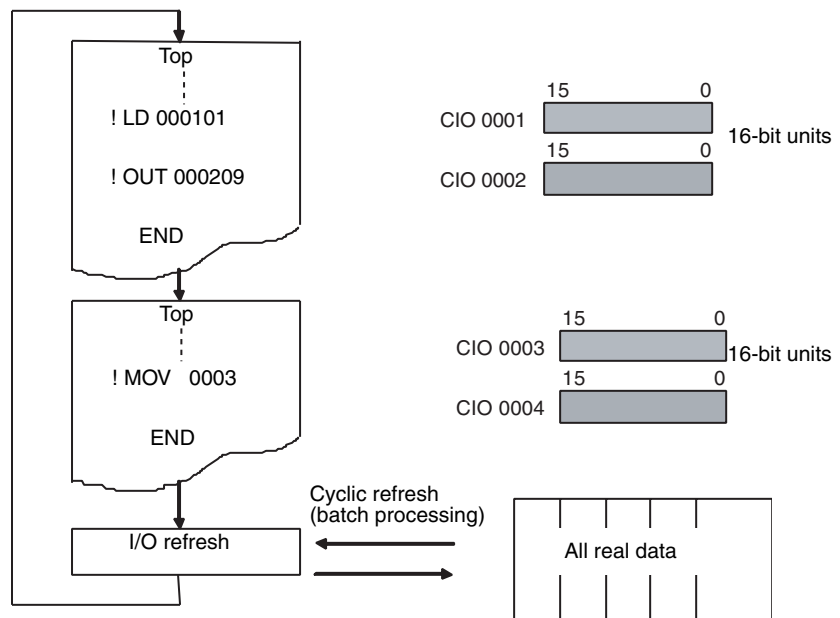 Top
! LD 000101
! OUT 000209
END
15 0
CIO 0001
16-bit units
15 0
CIO 0002
Top
! MOV 0003
END
15 0
CIO 0003
16-bit units
15 0
CIO 0004
Cyclic refresh
(batch processing)
I/O refresh
All real data